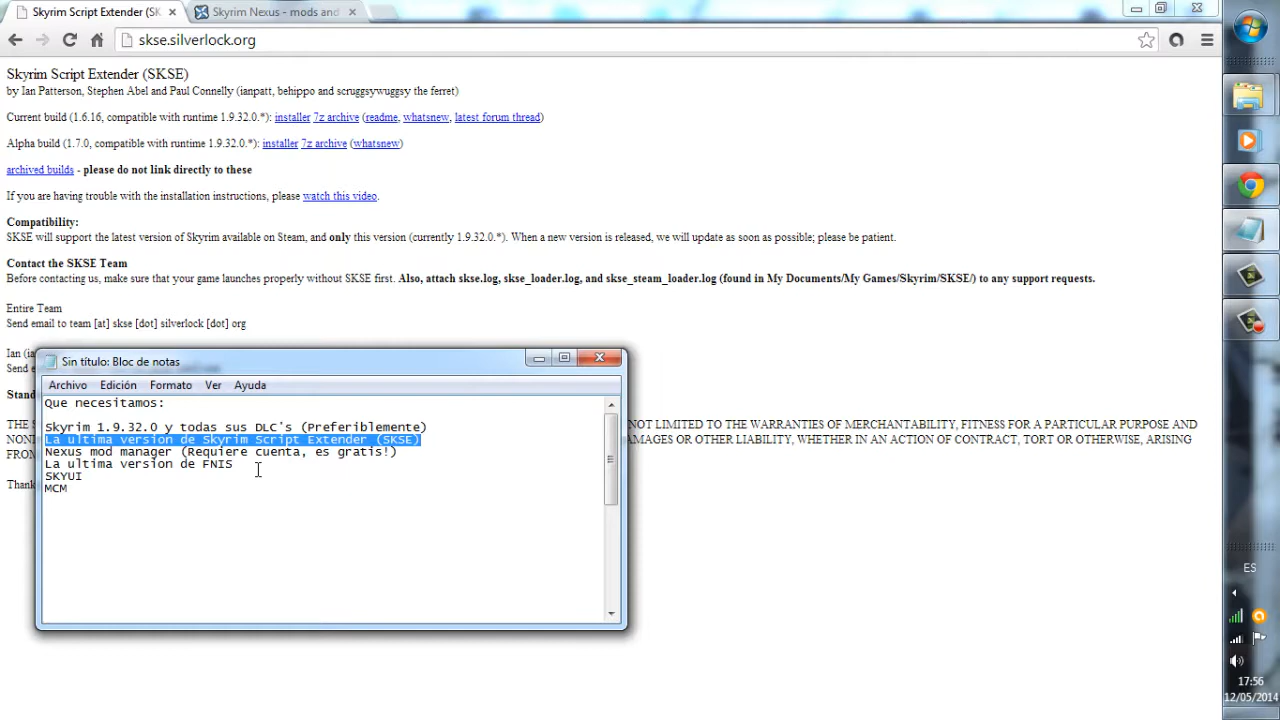 Skyrim Script Extender (SK
Skyrim Nexus - mods and
skse.silverlock.org
Skyrim Script Extender (SKSE)
by Ian Patterson, Stephen Abel and Paul Connelly (ianpatt, behippo and scruggsywuggsy the ferret)
Current build (1.6.16, compatible with runtime 1.9.32.0.*): installer 7z archive (readme, whatsnew, latest forum thread)
Alpha build (1.7.0, compatible with runtime 1.9.32.0.*): installer 7z archive (whatsnew)
archived builds - please do not link directly to these
If you are having trouble with the installation instructions, please watch this video.
Compatibility:
SKSE will support the latest version of Skyrim available on Steam, and only this version (currently 1.9.32.0.*). When a new version is released, we will update as soon as possible; please be patient.
Contact the SKSE Team
Before contacting us, make sure that your game launches properly without SKSE first. Also, attach skse.log, skse_loader.log, and skse_steam_loader.log (found in My Documents/My Games/Skyrim/SKSE/) to any support requests.
Entire Team
Send email to team [at] skse [dot] silverlock [dot] org
Ian (ia
Send e
Stand
THE S
NOT LIMITED TO THE WARRANTIES OF MERCHANTABILITY, FITNESS FOR A PARTICULAR PURPOSE AND
NONI
AMAGES OR OTHER LIABILITY, WHETHER IN AN ACTION OF CONTRACT, TORT OR OTHERWISE, ARISING
FROM
Thank
Sin título: Bloc de notas
Archivo Edición Formato Ver Ayuda
Que necesitamos:
Skyrim 1.9.32.0 y todas sus DLC's (Preferiblemente)
La ultima version de Skyrim Script Extender (SKSE)
Nexus mod manager (Requiere cuenta, es gratis!)
La ultima version de FNIS
SKYUI
MCM
ES
17:56
12/05/2014